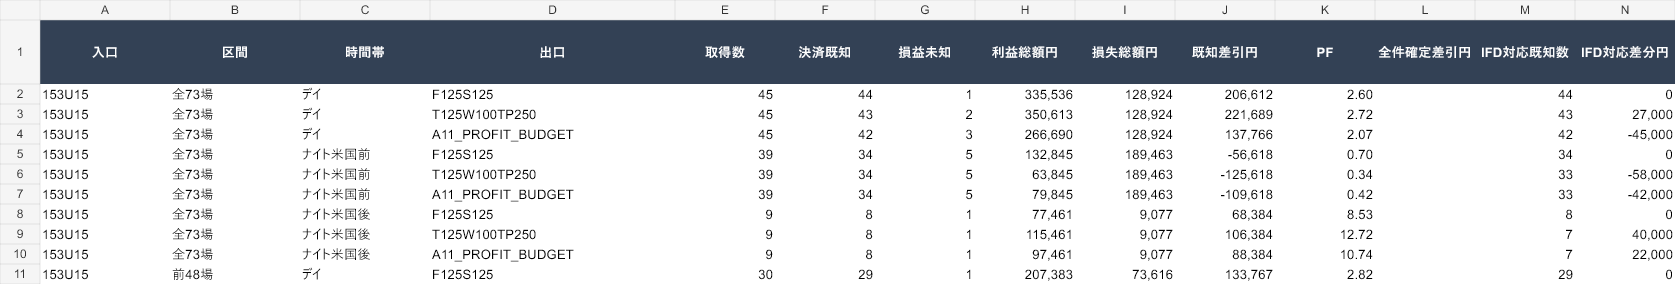 A B C D E F G H I J K L M N
1 入口 区間 時間帯 出口 取得数 決済既知 損益未知 利益総額円 損失総額円 既知差引円 PF 全件確定差引円 IFD対応既知数 IFD対応差分円
2 153U15 全73場 デイ F125S125 45 44 1 335,536 128,924 206,612 2.60 44 0
3 153U15 全73場 デイ T125W100TP250 45 43 2 350,613 128,924 221,689 2.72 43 27,000
4 153U15 全73場 デイ A11_PROFIT_BUDGET 45 42 3 266,690 128,924 137,766 2.07 42 -45,000
5 153U15 全73場 ナイト米国前 F125S125 39 34 5 132,845 189,463 -56,618 0.70 34 0
6 153U15 全73場 ナイト米国前 T125W100TP250 39 34 5 63,845 189,463 -125,618 0.34 33 -58,000
7 153U15 全73場 ナイト米国前 A11_PROFIT_BUDGET 39 34 5 79,845 189,463 -109,618 0.42 33 -42,000
8 153U15 全73場 ナイト米国後 F125S125 9 8 1 77,461 9,077 68,384 8.53 8 0
9 153U15 全73場 ナイト米国後 T125W100TP250 9 8 1 115,461 9,077 106,384 12.72 7 40,000
10 153U15 全73場 ナイト米国後 A11_PROFIT_BUDGET 9 8 1 97,461 9,077 88,384 10.74 7 22,000
11 153U15 前48場 デイ F125S125 30 29 1 207,383 73,616 133,767 2.82 29 0